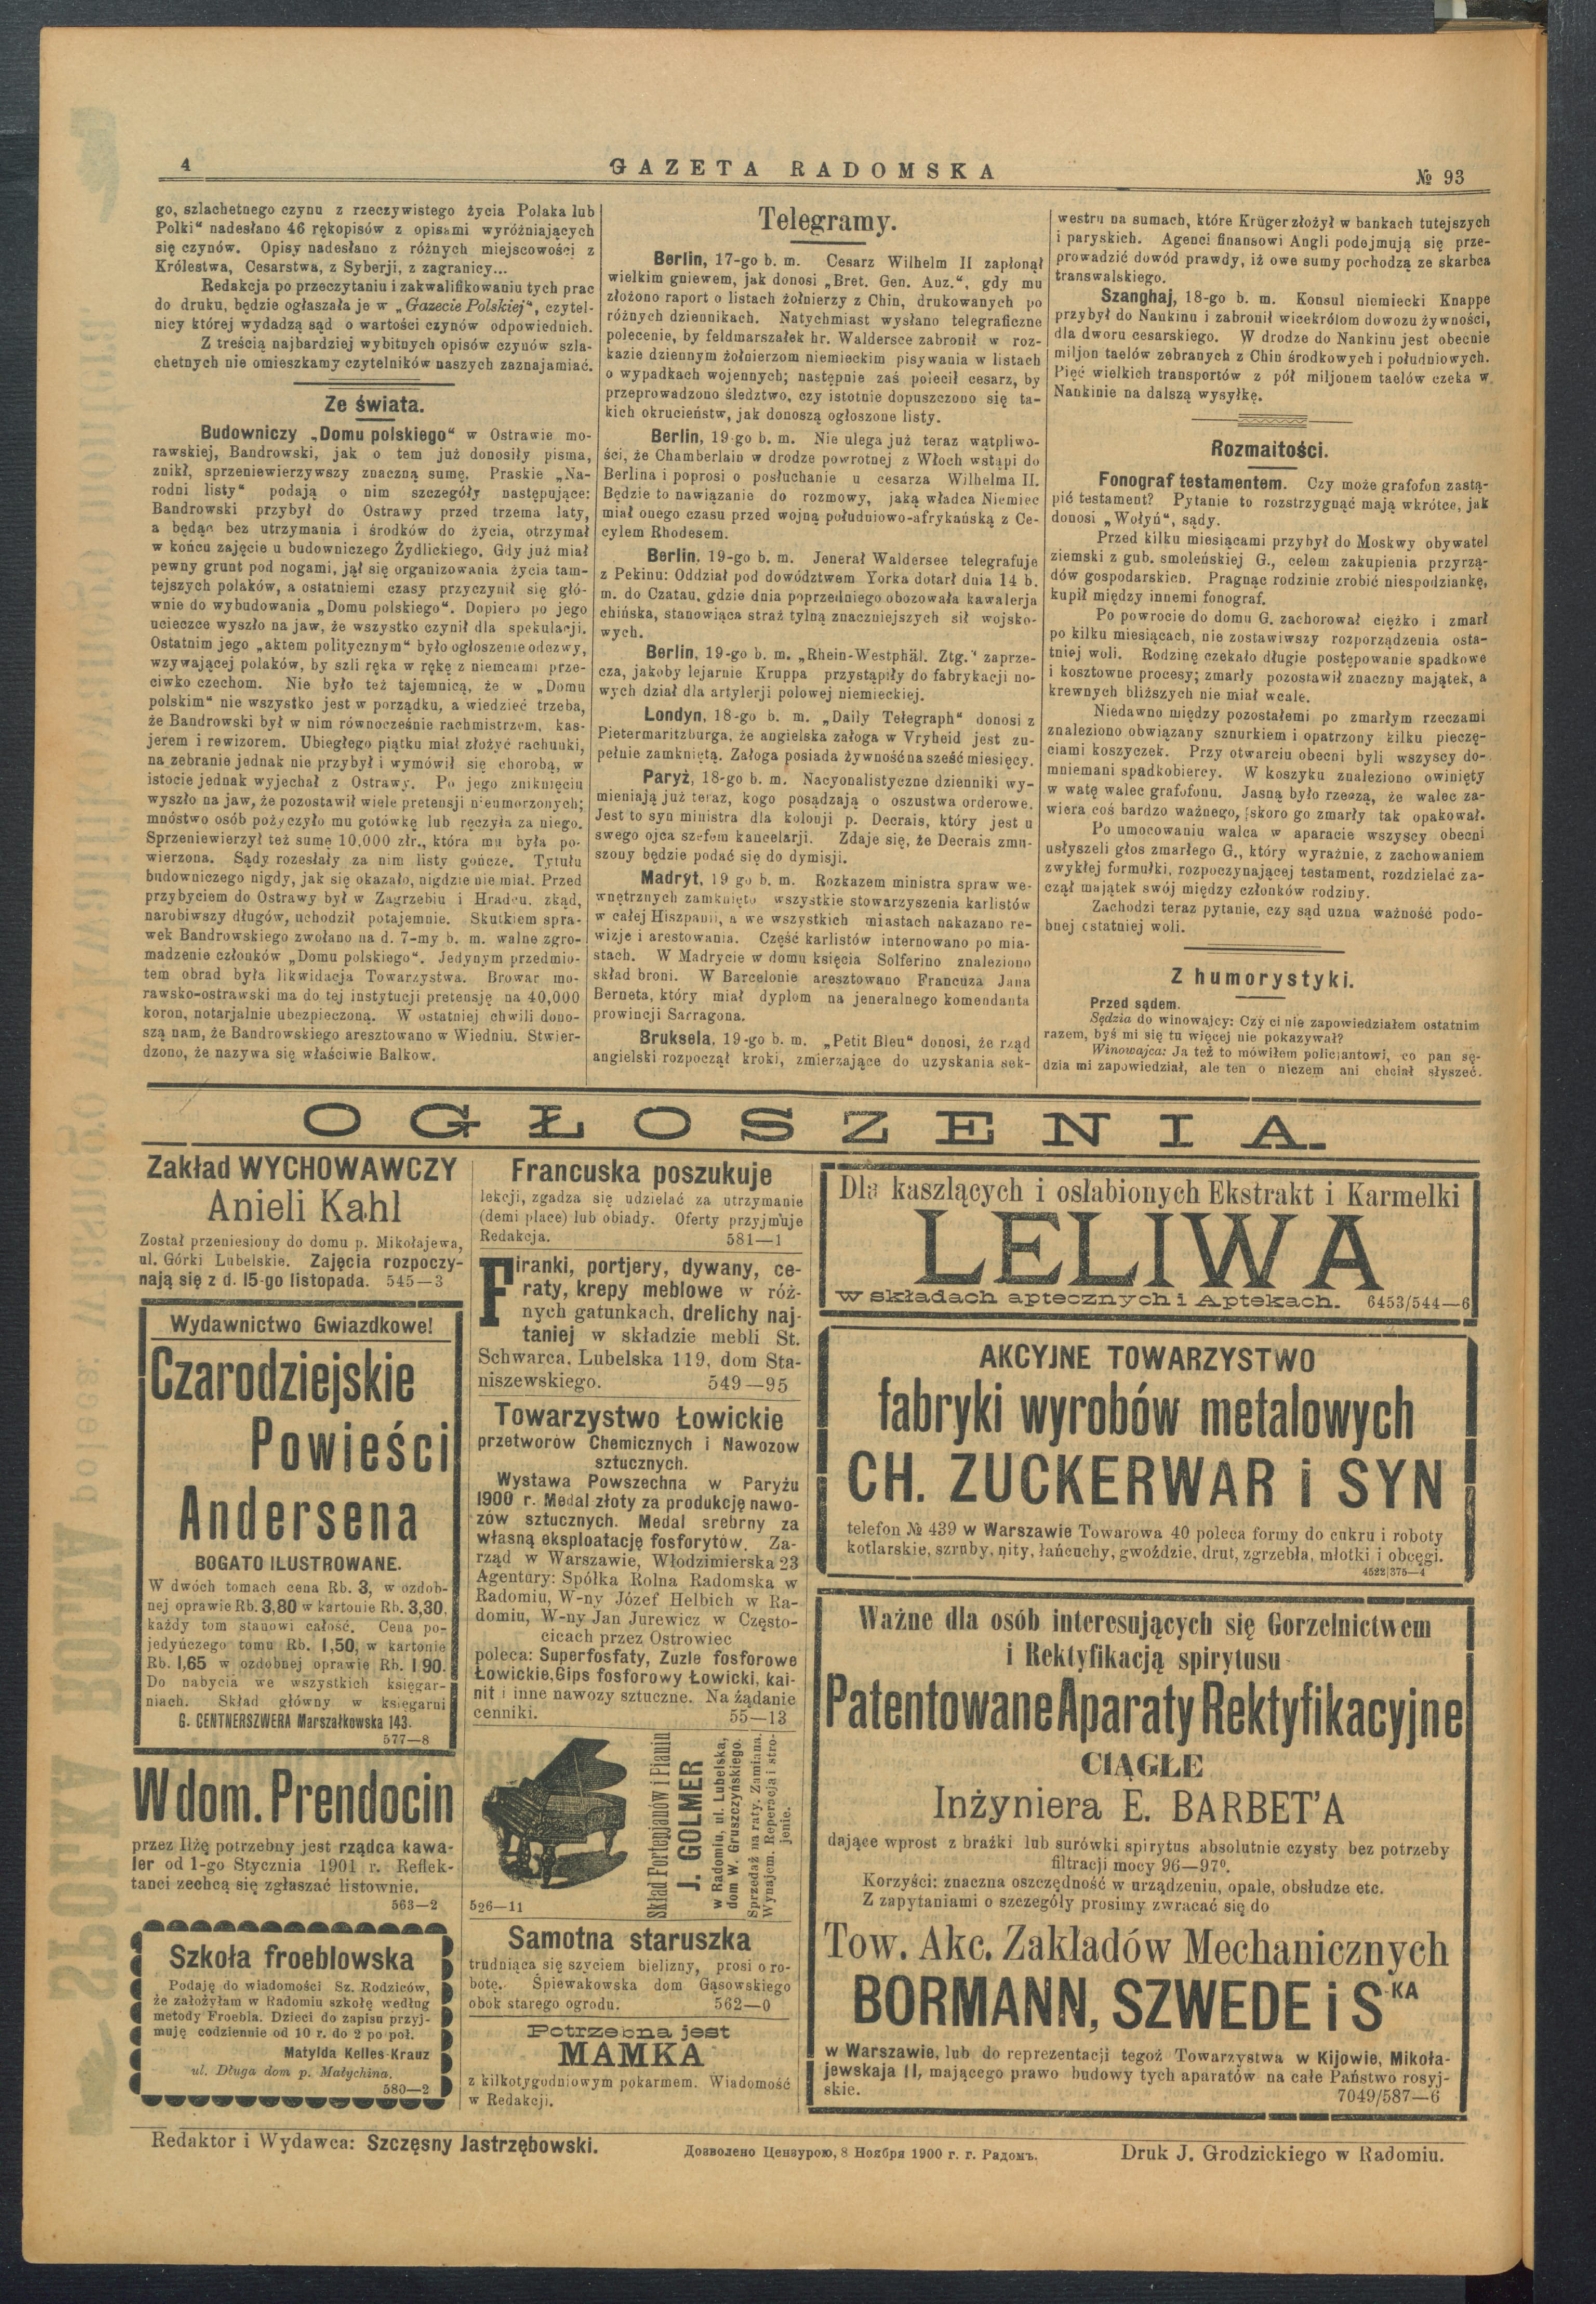 4
GAZETA RADOMSKA
№ 93
go, szlachetnego czynu z rzeczywistego życia Polaka lub
Polki" nadesłano 46 rękopisów z opisami wyróżniających
się czynów. Opisy nadesłano z różnych miejscowości z
Królestwa, Cesarstwa, z Syberji, z zagranicy...
Redakcja po przeczytaniu i zakwalifikowaniu tych prac
do druku, będzie ogłaszała je w „Gazecie Polskiej", czytel-
nicy której wydadzą sąd o wartości czynów odpowiednich.
Z treścią najbardziej wybitnych opisów czynów szla-
chetnych nie omieszkamy czytelników naszych zaznajamiać.
Ze świata.
Budowniczy „Domu polskiego" w Ostrawie mo-
rawskiej, Bandrowski, jak o tem już donosiły pisma,
znikł, sprzeniewierzywszy znaczną sumę. Praskie „Na-
rodni listy" podają o nim szczegóły następujące:
Bandrowski przybył do Ostrawy przed trzema laty,
a będąc bez utrzymania i środków do życia, otrzymał
w końcu zajęcie u budowniczego Żydlickiego. Gdy już miał
pewny grunt pod nogami, jął się organizowania życia tam-
tejszych polaków, a ostatniemi czasy przyczynił się głó-
wnie do wybudowania „Domu polskiego". Dopiero po jego
ucieczce wyszło na jaw, że wszystko czynił dla spekulacji.
Ostatnim jego „aktem politycznym" było ogłoszenie odezwy,
wzywającej polaków, by szli ręka w rękę z niemcami prze-
ciwko czechom. Nie było też tajemnicą, że w „Domu
polskim" nie wszystko jest w porządku, a wiedzieć trzeba,
że Bandrowski był w nim równocześnie rachmistrzem, kas-
jerem i rewizorem. Ubiegłego piątku miał złożyć rachunki,
na zebranie jednak nie przybył i wymówił się chorobą, w
istocie jednak wyjechał z Ostrawy. Po jego zniknięciu
wyszło na jaw, że pozostawił wiele pretensji nieumorzonych;
mnóstwo osób pożyczyło mu gotówkę lub ręczyła za niego.
Sprzeniewierzył też sumę 10,000 złr., która mu była po-
wierzona. Sądy rozesłały za nim listy gończe. Tytułu
budowniczego nigdy, jak się okazało, nigdzie nie miał. Przed
przybyciem do Ostrawy był w Zagrzebiu i Hradcu, zkąd,
narobiwszy długów, uchodził potajemnie. Skutkiem spra-
wek Bandrowskiego zwołano na d. 7-my b. m. walne zgro-
madzenie członków „Domu polskiego". Jedynym przedmio-
tem obrad była likwidacja Towarzystwa. Browar mo-
rawsko-ostrawski ma do tej instytucji pretensję na 40,000
koron, notarjalnie ubezpieczoną. W ostatniej chwili dono-
szą nam, że Bandrowskiego aresztowano w Wiedniu. Stwier-
dzono, że nazywa się właściwie Balkow.
Telegramy.
Berlin, 17-go b. m. Cesarz Wilhelm II zapłonął
wielkim gniewem, jak donosi „Bret. Gen. Anz.", gdy mu
złożono raport o listach żołnierzy z Chin, drukowanych po
różnych dziennikach. Natychmiast wysłano telegraficzne
polecenie, by feldmarszałek hr. Waldersee zabronił w roz-
kazie dziennym żołnierzom niemieckim pisywania w listach
o wypadkach wojennych; następnie zaś polecił cesarz, by
przeprowadzono śledztwo, czy istotnie dopuszczono się ta-
kich okrucieństw, jak donoszą ogłoszone listy.
Berlin, 19-go b. m. Nie ulega już teraz wątpliwo-
ści, że Chamberlain w drodze powrotnej z Włoch wstąpi do
Berlina i poprosi o posłuchanie u cesarza Wilhelma II.
Będzie to nawiązanie do rozmowy, jaką władca Niemiec
miał onego czasu przed wojną południowo-afrykańską z Ce-
cylem Rhodesem.
Berlin, 19-go b. m. Jenerał Waldersee telegrafuje
z Pekinu: Oddział pod dowództwem Yorka dotarł dnia 14 b.
m. do Czatau, gdzie dnia poprzedniego obozowała kawalerja
chińska, stanowiąca straż tylną znaczniejszych sił wojsko-
wych.
Berlin, 19-go b. m. „Rhein-Westphäl. Ztg." zaprze-
cza, jakoby lejarnie Kruppa przystąpiły do fabrykacji no-
wych dział dla artylerji polowej niemieckiej.
Londyn, 18-go b. m. „Daily Telegraph" donosi z
Pietermaritzburga, że angielska załoga w Vryheid jest zu-
pełnie zamknięta. Załoga posiada żywność na sześć miesięcy.
Paryż, 18-go b. m. Nacyonalistyczne dzienniki wy-
mieniają już teraz, kogo posądzają o oszustwa orderowe.
Jest to syn ministra dla kolonji p. Decrais, który jest u
swego ojca szefem kancelarji. Zdaje się, że Decrais zmu-
szony będzie podać się do dymisji.
Madryt, 19 go b. m. Rozkazem ministra spraw we-
wnętrznych zamknięto wszystkie stowarzyszenia karlistów
w całej Hiszpanii, a we wszystkich miastach nakazano re-
wizje i arestowania. Część karlistów internowano po mia-
stach. W Madrycie w domu księcia Solferino znaleziono
skład broni. W Barcelonie aresztowano Francuza Jana
Berneta, który miał dyplom na jeneralnego komendanta
prowincji Sarragona.
Bruksela, 19-go b. m. „Petit Bleu" donosi, że rząd
angielski rozpoczął kroki, zmierzające do uzyskania sek-
westru na sumach, które Krüger złożył w bankach tutejszych
i paryskich. Agenci finansowi Angli podejmują się prze-
prowadzić dowód prawdy, iż owe sumy pochodzą ze skarbca
transwalskiego.
Szanghaj, 18-go b. m. Konsul niemiecki Knappe
przybył do Nankinu i zabronił wicekrólom dowozu żywności,
dla dworu cesarskiego. W drodze do Nankinu jest obecnie
miljon taelów zebranych z Chin środkowych i południowych.
Pięć wielkich transportów z pół miljonem taelów czeka w
Nankinie na dalszą wysyłkę.
Rozmaitości.
Fonograf testamentem. Czy może grafofon zastą-
pić testament? Pytanie to rozstrzygnąć mają wkrótce, jak
donosi „Wołyń", sądy.
Przed kilku miesiącami przybył do Moskwy obywatel
ziemski z gub. smoleńskiej G., celem zakupienia przyrzą-
dów gospodarskich. Pragnąc rodzinie zrobić niespodziankę,
kupił między innemi fonograf.
Po powrocie do domu G. zachorował ciężko i zmarł
po kilku miesiącach, nie zostawiwszy rozporządzenia osta-
tniej woli. Rodzinę czekało długie postępowanie spadkowe
i kosztowne procesy; zmarły pozostawił znaczny majątek, a
krewnych bliższych nie miał wcale.
Niedawno między pozostałemi po zmarłym rzeczami
znaleziono obwiązany sznurkiem i opatrzony kilku pieczę-
ciami koszyczek. Przy otwarciu obecni byli wszyscy do-
mniemani spadkobiercy. W koszyku znaleziono owinięty
w watę walec grafofonu. Jasną było rzeczą, że walec za-
wiera coś bardzo ważnego, skoro go zmarły tak opakował.
Po umocowaniu walca w aparacie wszyscy obecni
usłyszeli głos zmarłego G., który wyraźnie, z zachowaniem
zwykłej formułki, rozpoczynającej testament, rozdzielać za-
czął majątek swój między członków rodziny.
Zachodzi teraz pytanie, czy sąd uzna ważność podo-
bnej ostatniej woli.
Z humorystyki.
Przed sądem.
Sędzia do winowajcy: Czy ci nie zapowiedziałem ostatnim
razem, byś mi się tu więcej nie pokazywał?
Winowajca: Ja też to mówiłem policjantowi, co pan sę-
dzia mi zapowiedział, ale ten o niczem ani chciał słyszeć.
OGŁOSZENIA.
Zakład WYCHOWAWCZY
Anieli Kahl
Został przeniesiony do domu p. Mikołajewa,
ul. Górki Lubelskie. Zajęcia rozpoczy-
nają się z d. 15-go listopada. 545—3
Wydawnictwo Gwiazdkowe!
Czarodziejskie
Powieści
Andersena
BOGATO ILUSTROWANE.
W dwóch tomach cena Rb. 3, w ozdob-
nej oprawie Rb. 3,80 w kartonie Rb. 3,30,
każdy tom stanowi całość. Cena po-
jedyńczego tomu Rb. 1,50, w kartonie
Rb. 1,65 w ozdobnej oprawie Rb. 1 90.
Do nabycia we wszystkich księgar-
niach. Skład główny w księgarni
G. CENTNERSZWERA Marszałkowska 143.
577—8
W dom. Prendocin
przez Iłżę potrzebny jest rządca kawa-
ler od 1-go Stycznia 1901 r. Reflek-
tanci zechcą się zgłaszać listownie.
563—2
Szkoła froeblowska
Podaję do wiadomości Sz. Rodziców,
że założyłam w Radomiu szkołę według
metody Froebla. Dzieci do zapisu przyj-
muję codziennie od 10 r. do 2 po poł.
Matylda Kelles-Krauz
ul. Długa dom p. Małychina.
580—2
Francuska poszukuje
lekcji, zgadza się udzielać za utrzymanie
(demi place) lub obiady. Oferty przyjmuje
Redakcja. 581—1
Firanki, portjery, dywany, ce-
raty, krepy meblowe w róż-
nych gatunkach, drelichy naj-
taniej w składzie mebli St.
Schwarca, Lubelska 119, dom Sta-
niszewskiego. 549—95
Towarzystwo Łowickie
przetworów Chemicznych i Nawozow
sztucznych.
Wystawa Powszechna w Paryżu
1900 r. Medal złoty za produkcję nawo-
zów sztucznych. Medal srebrny za
własną eksploatację fosforytów. Za-
rząd w Warszawie, Włodzimierska 23
Agentury: Spółka Rolna Radomska w
Radomiu, W-ny Józef Helbich w Ra-
domiu, W-ny Jan Jurewicz w Często-
cicach przez Ostrowiec
poleca: Superfosfaty, Zuzle fosforowe
Łowickie, Gips fosforowy Łowicki, kai-
nit i inne nawozy sztuczne. Na żądanie
cenniki. 55—13
Skład Fortepjanow i Pianin
J. GOLMER
w Radomiu, ul. Lubelska,
dom W. Gruszczyńskiego.
Sprzedaż na raty. Zamiana.
Wynajem. Reperacja i stro-
jenie.
526—11
Samotna staruszka
trudniąca się szyciem bielizny, prosi o ro-
botę. Śpiewakowska dom Gąsowskiego
obok starego ogrodu. 562—0
Potrzebna jest
MAMKA
z kilkotygodniowym pokarmem. Wiadomość
w Redakcji.
Dla kaszlących i osłabionych Ekstrakt i Karmelki
LELIWA
w składach aptecznych i Aptekach. 6453/544—6
AKCYJNE TOWARZYSTWO
fabryki wyrobów metalowych
CH. ZUCKERWAR i SYN
telefon № 439 w Warszawie Towarowa 40 poleca formy do cukru i roboty
kotlarskie, szruby, nity, łańcuchy, gwoździe, drut, zgrzebła, młotki i obcęgi.
4522|375—4
Ważne dla osób interesujących się Gorzelnictwem
i Rektyfikacją spirytusu
Patentowane Aparaty Rektyfikacyjne
CIĄGŁE
Inżyniera E. BARBET'A
dające wprost z brażki lub surówki spirytus absolutnie czysty bez potrzeby
filtracji mocy 96—97⁰.
Korzyści: znaczna oszczędność w urządzeniu, opale, obsłudze etc.
Z zapytaniami o szczegóły prosimy zwracać się do
Tow. Akc. Zakładów Mechanicznych
BORMANN, SZWEDE i SKA
w Warszawie, lub do reprezentacji tegoż Towarzystwa w Kijowie, Mikoła-
jewskaja 11, mającego prawo budowy tych aparatów na całe Państwo rosyj-
skie. 7049/587—6
Redaktor i Wydawca: Szczęsny Jastrzębowski.
Дозволено Цензурою, 8 Ноября 1900 г. г. Радомъ.
Druk J. Grodzickiego w Radomiu.